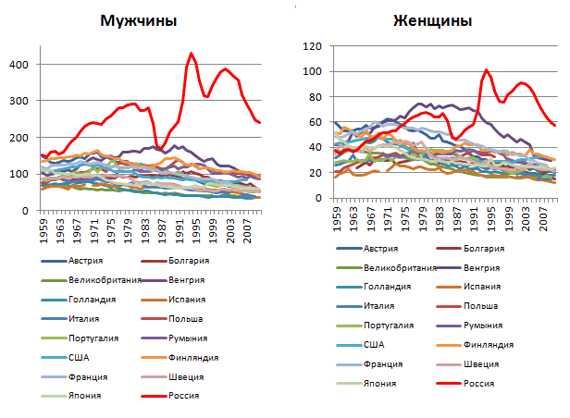 Мужчины
400
300
200
100
0
1959 1963 1967 1971 1975 1979 1983 1987 1991 1995 1999 2003 2007
Австрия Болгария
Великобритания Венгрия
Голландия Испания
Италия Польша
Португалия Румыния
США Финляндия
Франция Швеция
Япония Россия
Женщины
120
100
80
60
40
20
0
1959 1963 1967 1971 1975 1979 1983 1987 1991 1995 1999 2003 2007
Австрия Болгария
Великобритания Венгрия
Голландия Испания
Италия Польша
Португалия Румыния
США Финляндия
Франция Швеция
Япония Россия